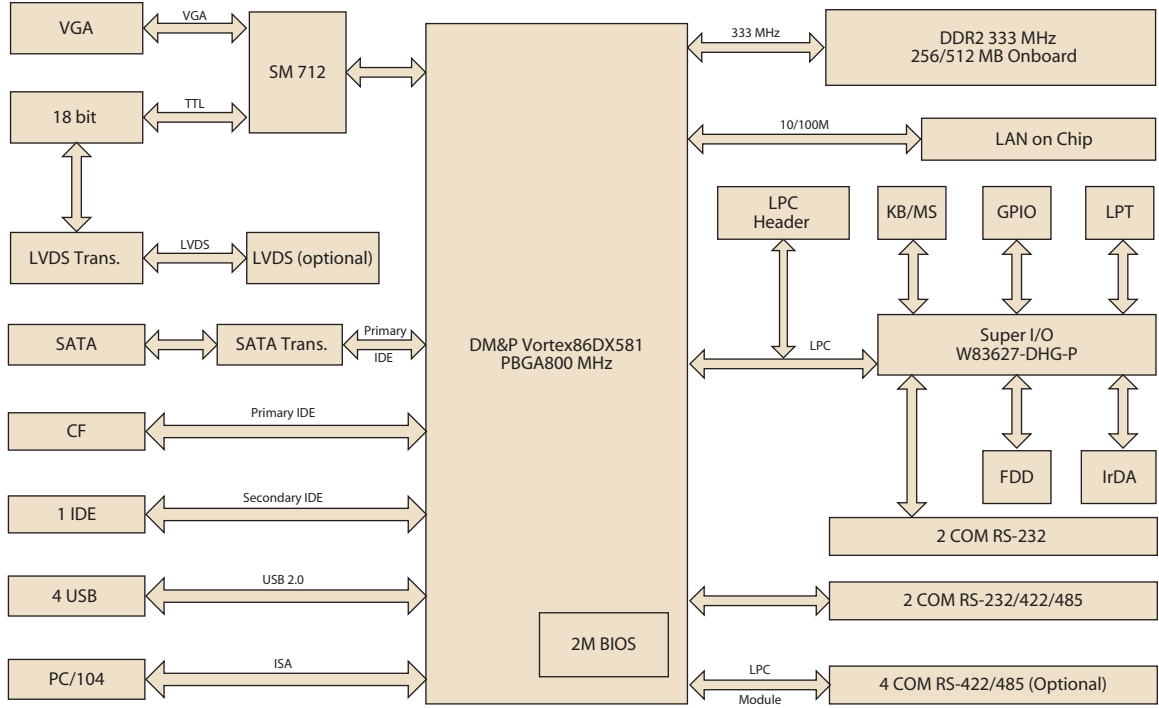 VGA
VGA
SM 712
18 bit
TTL
LVDS Trans.
LVDS
LVDS (optional)
SATA
SATA Trans.
Primary
IDE
CF
Primary IDE
1 IDE
Secondary IDE
4 USB
USB 2.0
PC/104
ISA
DM&P Vortex86DX581
PBGA800 MHz
2M BIOS
333 MHz
DDR2 333 MHz
256/512 MB Onboard
10/100M
LAN on Chip
LPC
Header
KB/MS
GPIO
LPT
LPC
Super I/O
W83627-DHG-P
FDD
IrDA
2 COM RS-232
2 COM RS-232/422/485
LPC
Module
4 COM RS-422/485 (Optional)